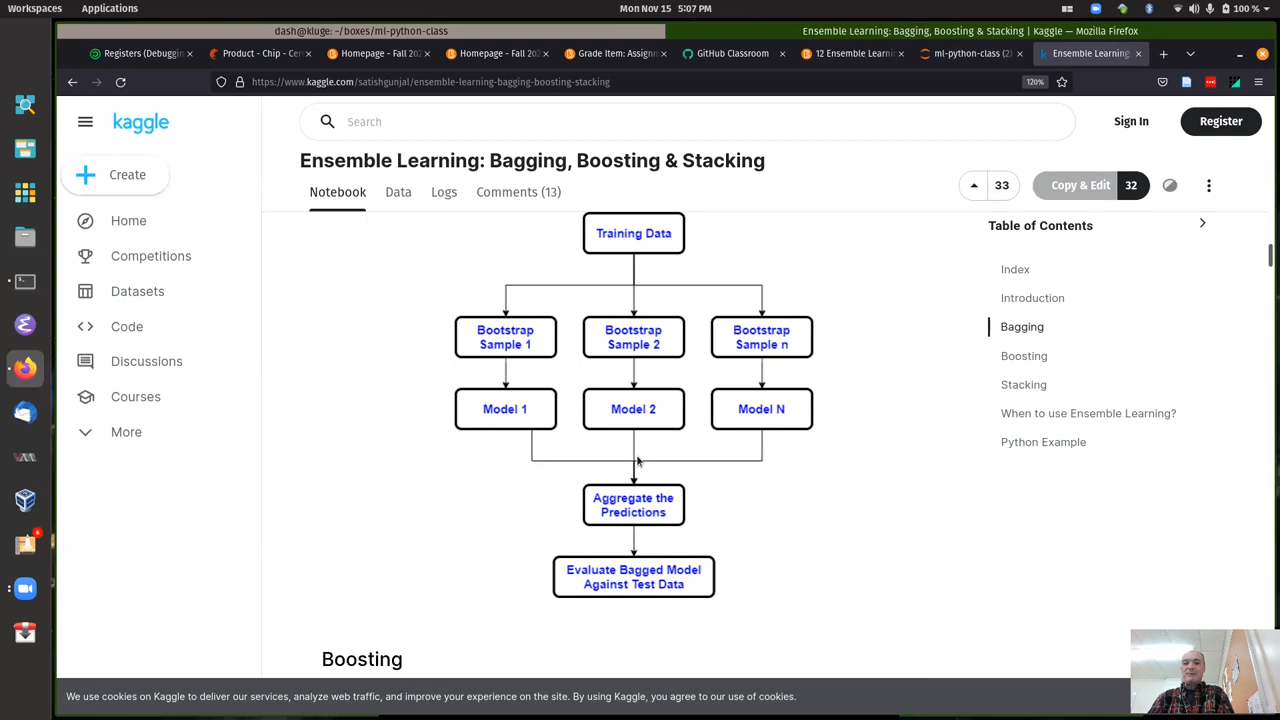 Workspaces Applications Mon Nov 15 5:07 PM 100 %
dash@kluge: ~/boxes/ml-python-class Ensemble Learning: Bagging, Boosting & Stacking | Kaggle — Mozilla Firefox
Registers (Debuggin Product - Chip - Cer Homepage - Fall 202 Homepage - Fall 202 Grade Item: Assignm GitHub Classroom 12 Ensemble Learnin ml-python-class (2) Ensemble Learning:
https://www.kaggle.com/satishgunjal/ensemble-learning-bagging-boosting-stacking 120%
kaggle
Search
Sign In
Register
Create
Home
Competitions
Datasets
Code
Discussions
Courses
More
Ensemble Learning: Bagging, Boosting & Stacking
Notebook Data Logs Comments (13)
33 Copy & Edit 32
Training Data
Bootstrap Sample 1
Bootstrap Sample 2
Bootstrap Sample n
Model 1
Model 2
Model N
Aggregate the
Predictions
Evaluate Bagged Model
Against Test Data
Boosting
Table of Contents
Index
Introduction
Bagging
Boosting
Stacking
When to use Ensemble Learning?
Python Example
We use cookies on Kaggle to deliver our services, analyze web traffic, and improve your experience on the site. By using Kaggle, you agree to our use of cookies.